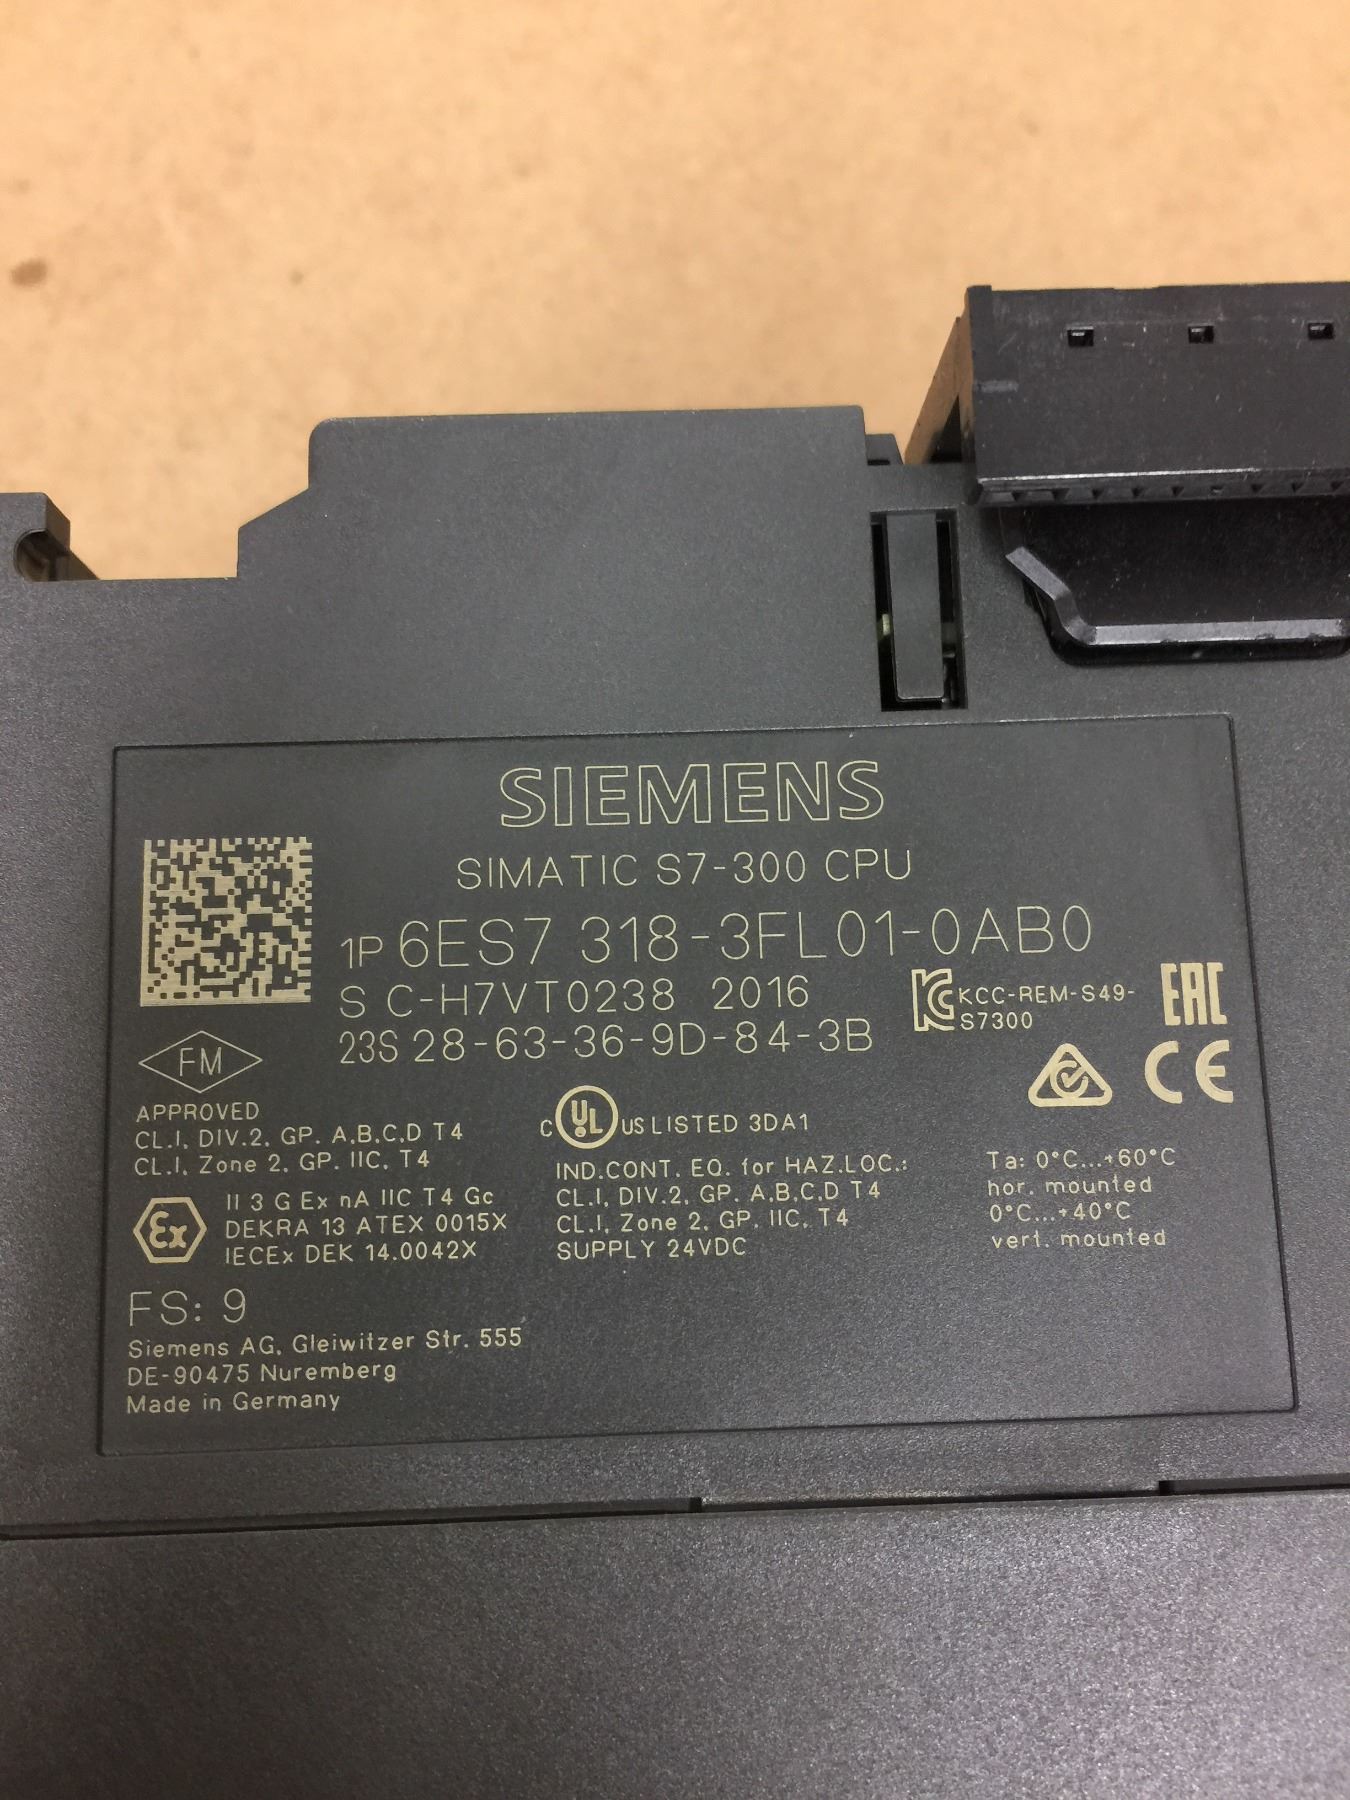 SIEMENS
SIMATIC S7-300 CPU
1P 6ES7 318-3FL01-0AB0
S C-H7VT0238 2016
23S 28-63-36-9D-84-3B
KCC-REM-S49-
S7300
EAC
FM
APPROVED
CL.I, DIV.2, GP. A,B,C,D T4
CL.I, Zone 2, GP. IIC, T4
CE
C UL US LISTED 3DA1
IND.CONT. EQ. for HAZ.LOC.:
CL.I, DIV.2, GP. A,B,C,D T4
CL.I, Zone 2, GP. IIC, T4
SUPPLY 24VDC
Ta: 0°C...+60°C
hor. mounted
0°C...+40°C
vert. mounted
Ex
II 3 G Ex nA IIC T4 Gc
DEKRA 13 ATEX 0015X
IECEx DEK 14.0042X
FS: 9
Siemens AG, Gleiwitzer Str. 555
DE-90475 Nuremberg
Made in Germany